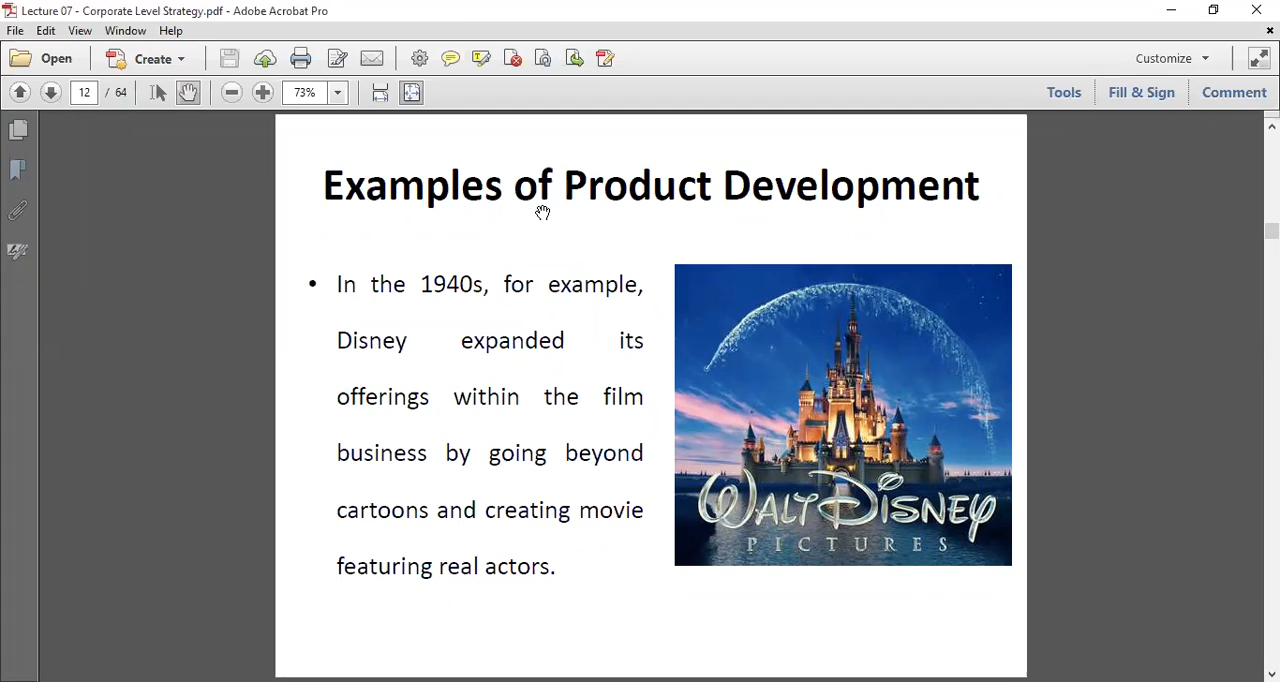 Lecture 07 - Corporate Level Strategy.pdf - Adobe Acrobat Pro
File Edit View Window Help
Open Create Customize
12 / 64 73% Tools Fill & Sign Comment
Examples of Product Development
• In the 1940s, for example,
Disney expanded its
offerings within the film
business by going beyond
cartoons and creating movie
featuring real actors.
WALT DISNEY
PICTURES